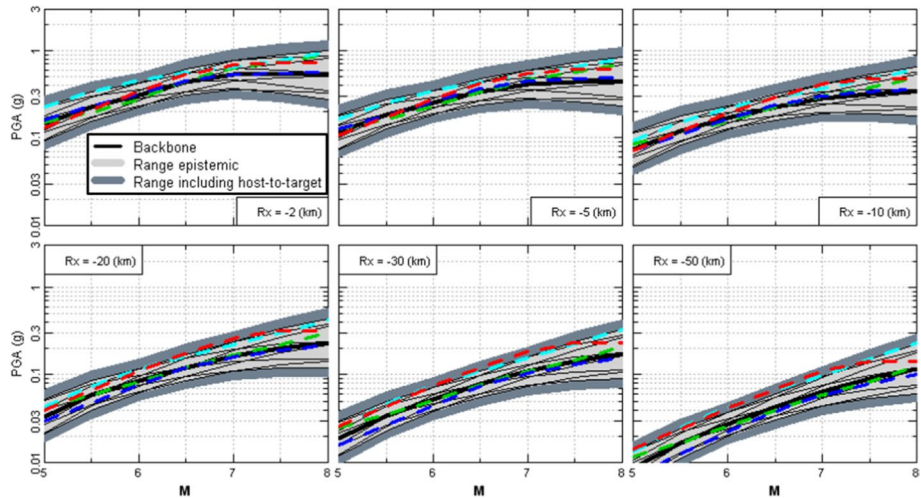 3
1
0.3
0.1
0.03
0.01
PGA (g)
Backbone
Range epistemic
Range including host-to-target
Rx = -2 (km)
Rx = -5 (km)
Rx = -10 (km)
3
1
0.3
0.1
0.03
0.01
PGA (g)
Rx = -20 (km)
Rx = -30 (km)
Rx = -50 (km)
5 6 7 8
5 6 7 8
5 6 7 8
M M M